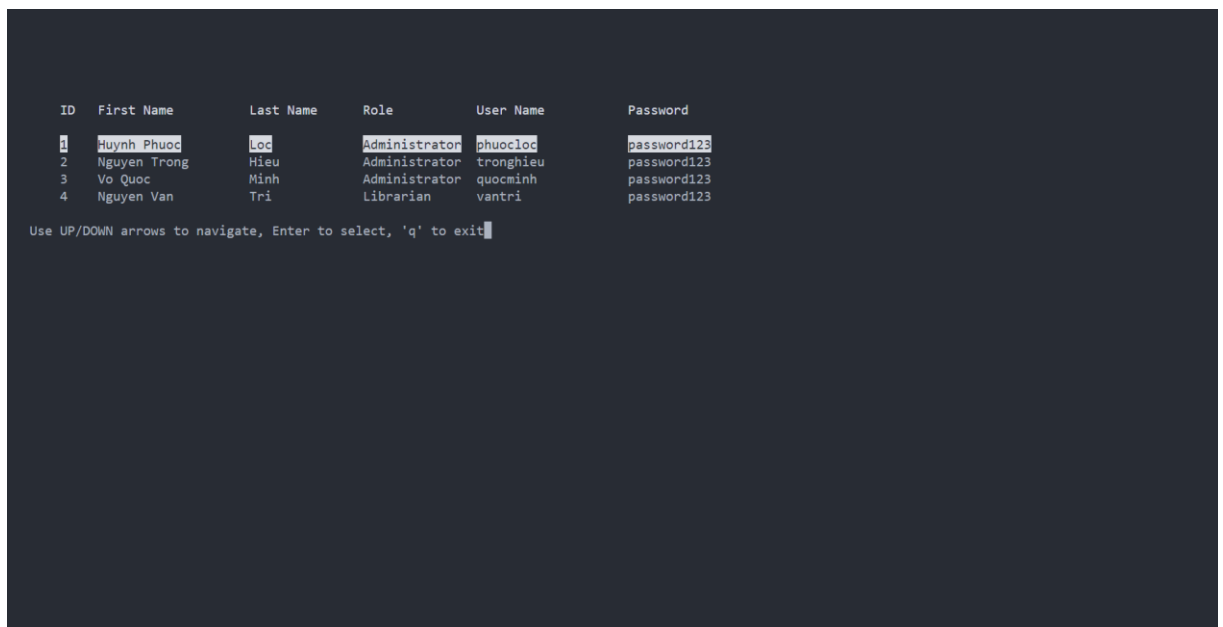 ID First Name Last Name Role User Name Password
1 Huynh Phuoc Loc Administrator phuocloc password123
2 Nguyen Trong Hieu Administrator tronghieu password123
3 Vo Quoc Minh Administrator quocminh password123
4 Nguyen Van Tri Librarian vantri password123
Use UP/DOWN arrows to navigate, Enter to select, 'q' to exit